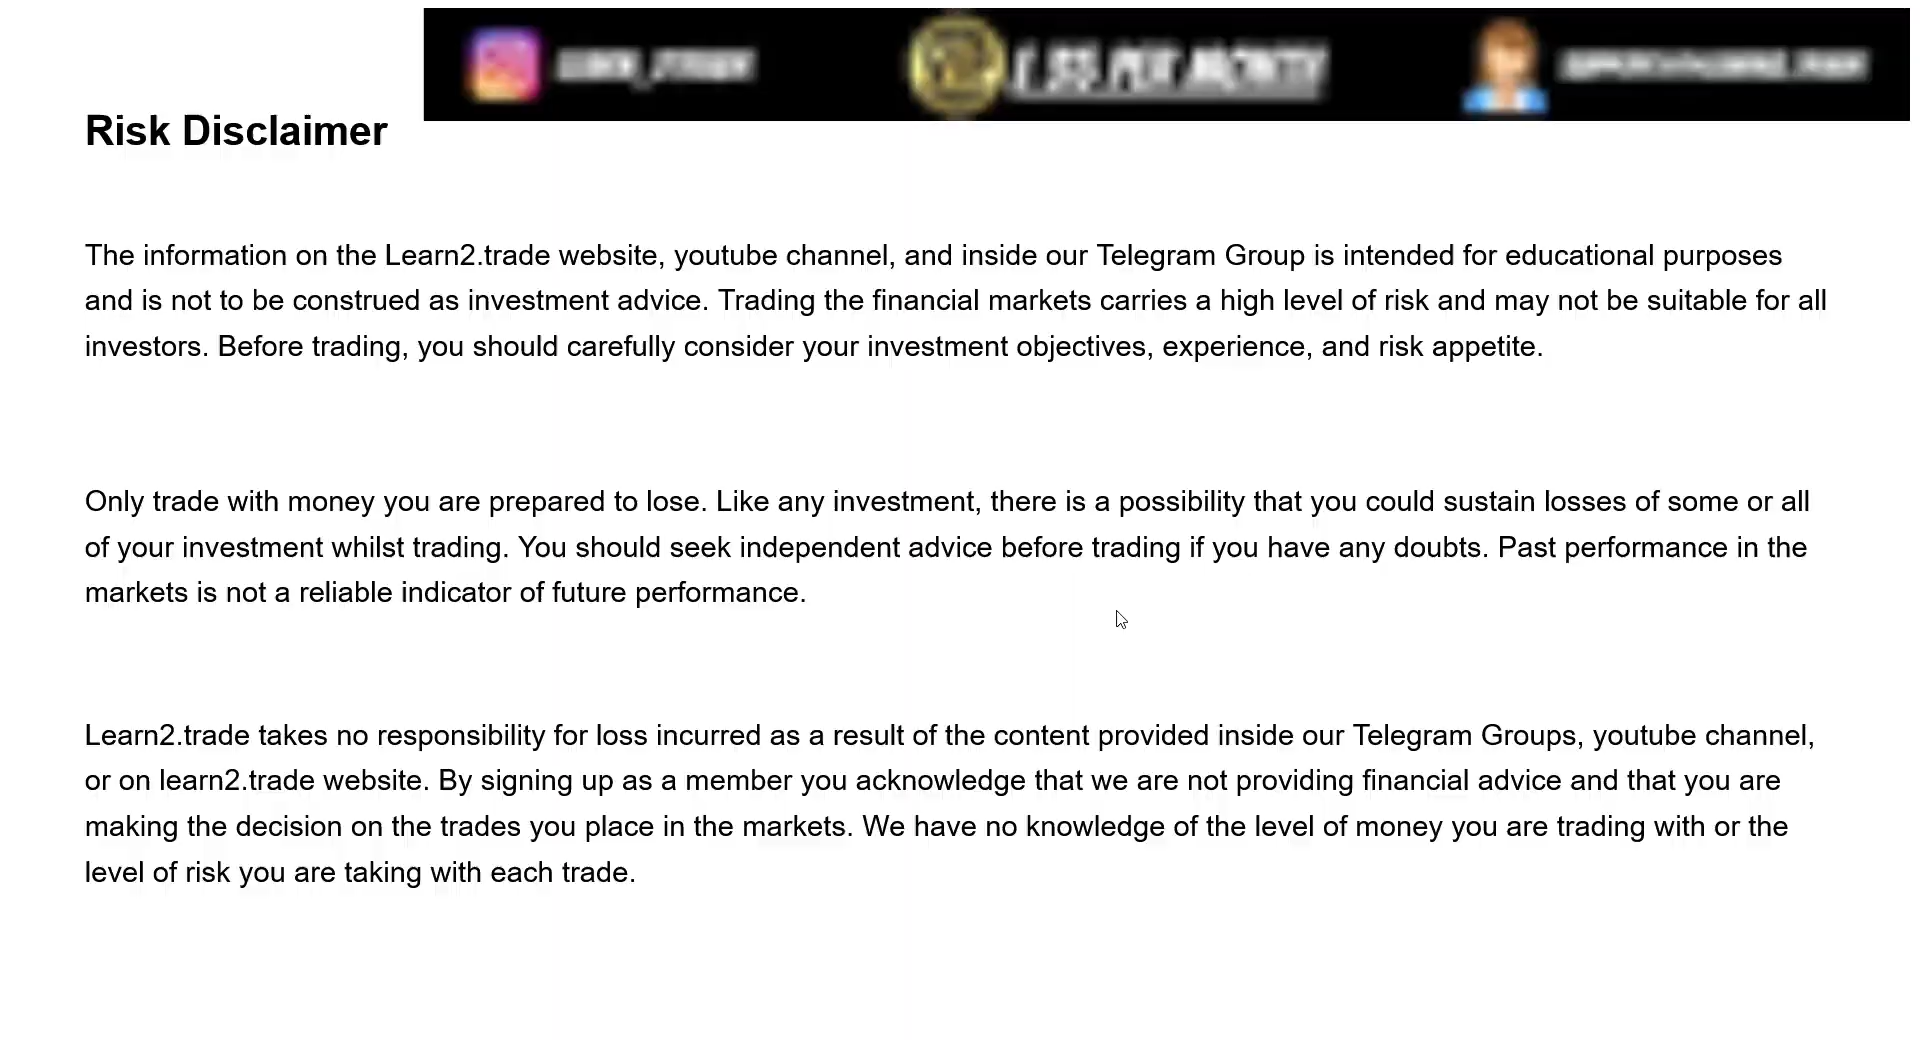 PER MONTH
Risk Disclaimer
The information on the Learn2.trade website, youtube channel, and inside our Telegram Group is intended for educational purposes
and is not to be construed as investment advice. Trading the financial markets carries a high level of risk and may not be suitable for all
investors. Before trading, you should carefully consider your investment objectives, experience, and risk appetite.
Only trade with money you are prepared to lose. Like any investment, there is a possibility that you could sustain losses of some or all
of your investment whilst trading. You should seek independent advice before trading if you have any doubts. Past performance in the
markets is not a reliable indicator of future performance.
Learn2.trade takes no responsibility for loss incurred as a result of the content provided inside our Telegram Groups, youtube channel,
or on learn2.trade website. By signing up as a member you acknowledge that we are not providing financial advice and that you are
making the decision on the trades you place in the markets. We have no knowledge of the level of money you are trading with or the
level of risk you are taking with each trade.